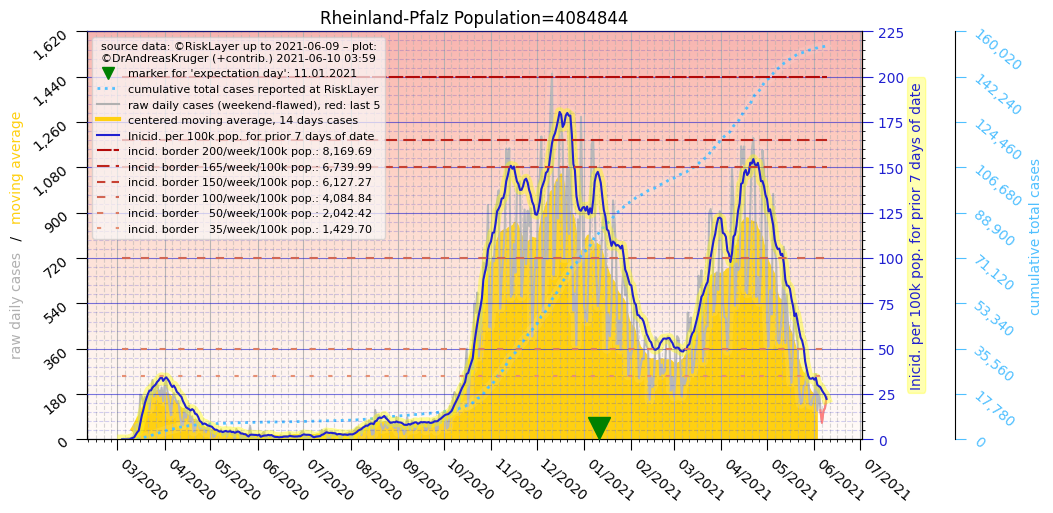 Rheinland-Pfalz Population=4084844
source data: ©RiskLayer up to 2021-06-09 – plot:
©DrAndreasKruger (+contrib.) 2021-06-10 03:59
marker for 'expectation day': 11.01.2021
cumulative total cases reported at RiskLayer
raw daily cases (weekend-flawed), red: last 5
centered moving average, 14 days cases
Inicid. per 100k pop. for prior 7 days of date
incid. border 200/week/100k pop.: 8,169.69
incid. border 165/week/100k pop.: 6,739.99
incid. border 150/week/100k pop.: 6,127.27
incid. border 100/week/100k pop.: 4,084.84
incid. border   50/week/100k pop.: 2,042.42
incid. border   35/week/100k pop.: 1,429.70
raw daily cases / moving average
1,620
1,440
1,260
1,080
900
720
540
360
180
0
03/2020
04/2020
05/2020
06/2020
07/2020
08/2020
09/2020
10/2020
11/2020
12/2020
01/2021
02/2021
03/2021
04/2021
05/2021
06/2021
07/2021
225
200
175
150
125
100
75
50
25
0
Inicid. per 100k pop. for prior 7 days of date
160,020
142,240
124,460
106,680
88,900
71,120
53,340
35,560
17,780
0
cumulative total cases